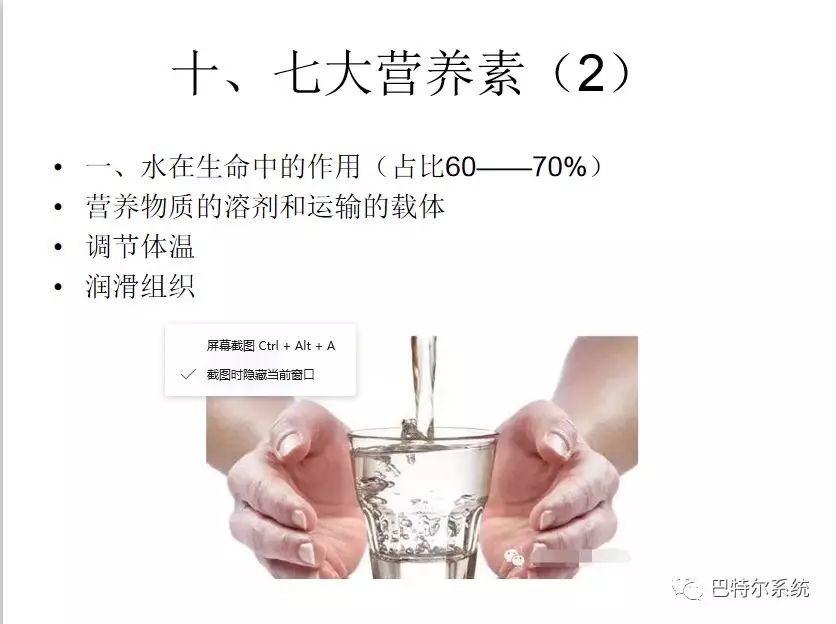 十、七大营养素（2）
• 一、水在生命中的作用（占比60——70%）
• 营养物质的溶剂和运输的载体
• 调节体温
• 润滑组织
屏幕截图 Ctrl + Alt + A
截图时隐藏当前窗口
巴特尔系统